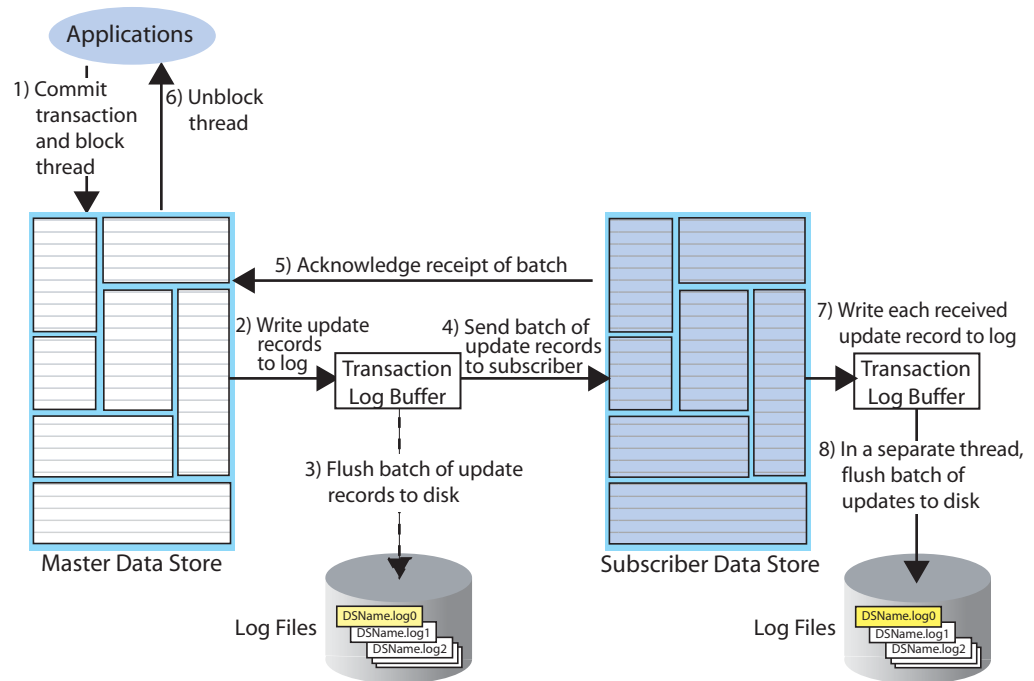 Applications
1) Commit
transaction
and block
thread
6) Unblock
thread
5) Acknowledge receipt of batch
2) Write update
records
to log
4) Send batch of
update records
to subscriber
7) Write each received
update record to log
Transaction
Log Buffer
Transaction
Log Buffer
3) Flush batch of update
records to disk
8) In a separate thread,
flush batch of
updates to disk
Master Data Store
Subscriber Data Store
Log Files
DSName.log0
DSName.log1
DSName.log2
Log Files
DSName.log0
DSName.log1
DSName.log2